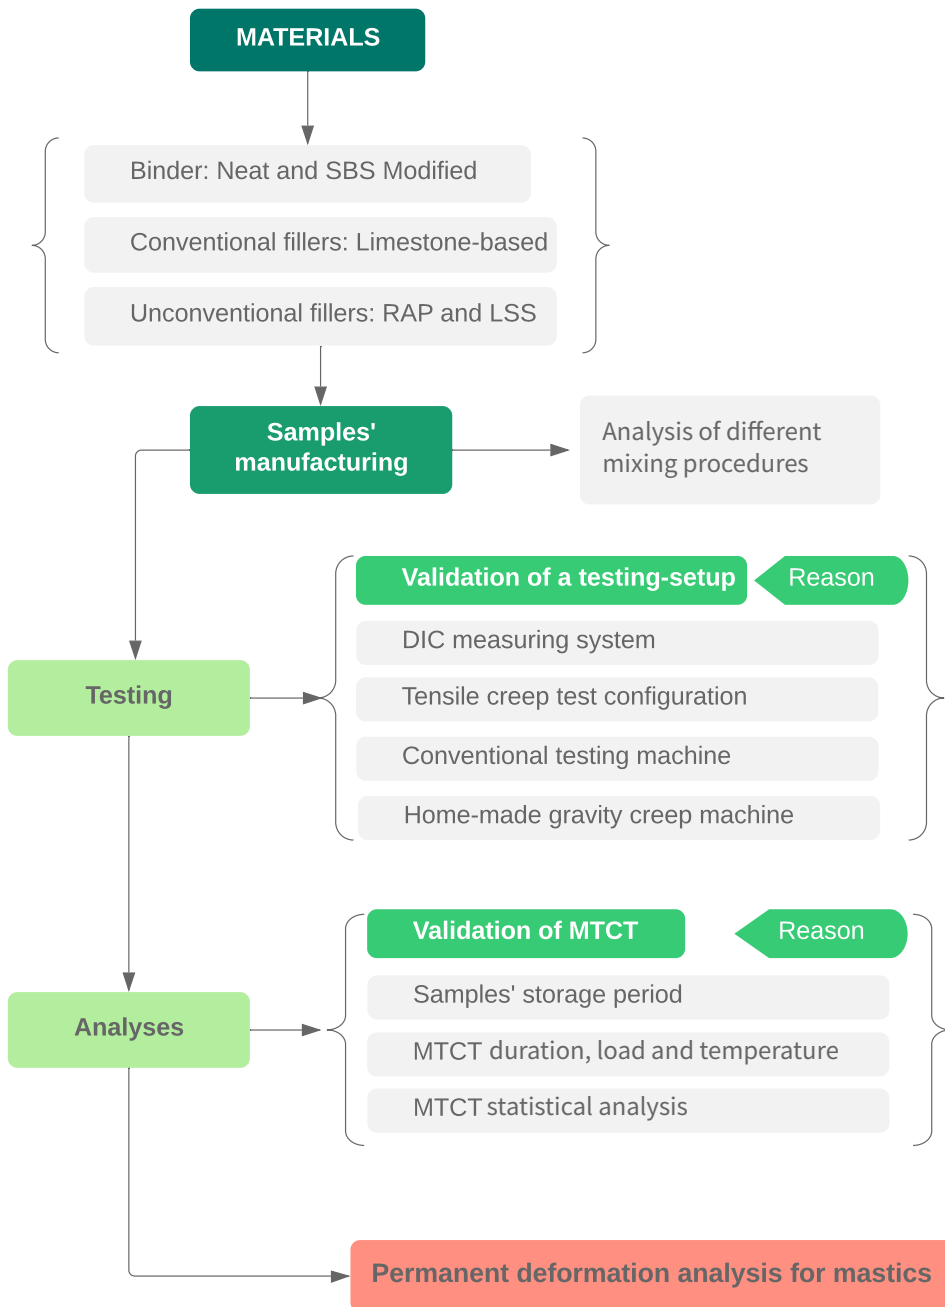 MATERIALS
Binder: Neat and SBS Modified
Conventional fillers: Limestone-based
Unconventional fillers: RAP and LSS
Samples'
manufacturing
Analysis of different
mixing procedures
Validation of a testing-setup
Reason
DIC measuring system
Testing
Tensile creep test configuration
Conventional testing machine
Home-made gravity creep machine
Validation of MTCT
Reason
Samples' storage period
Analyses
MTCT duration, load and temperature
MTCT statistical analysis
Permanent deformation analysis for mastics